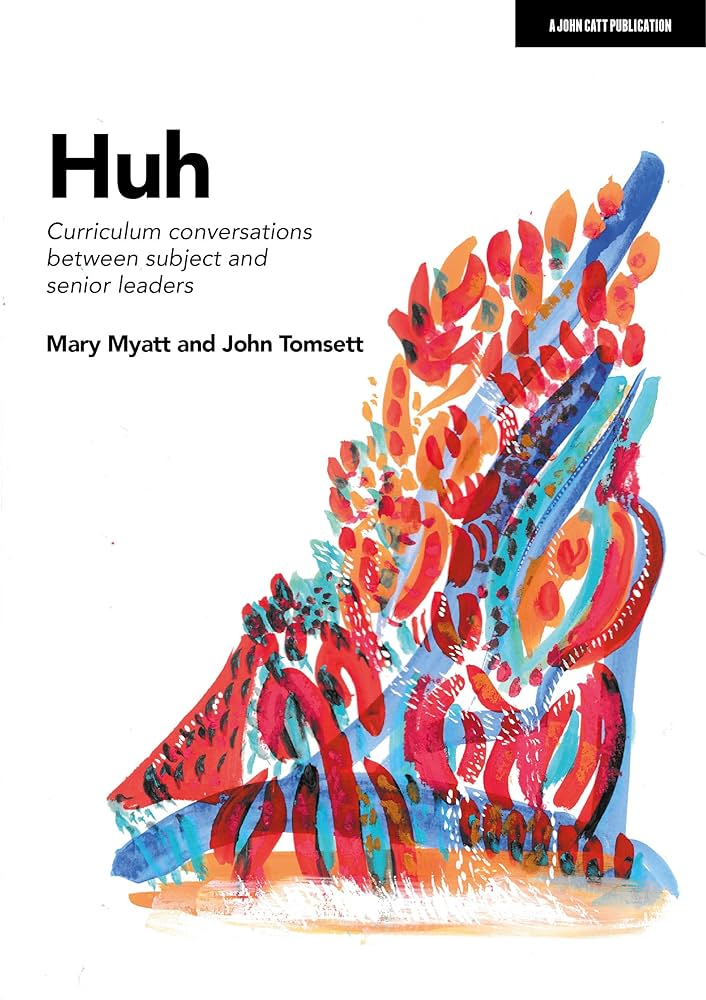 A JOHN CATT PUBLICATION
Huh
Curriculum conversations
between subject and
senior leaders
Mary Myatt and John Tomsett